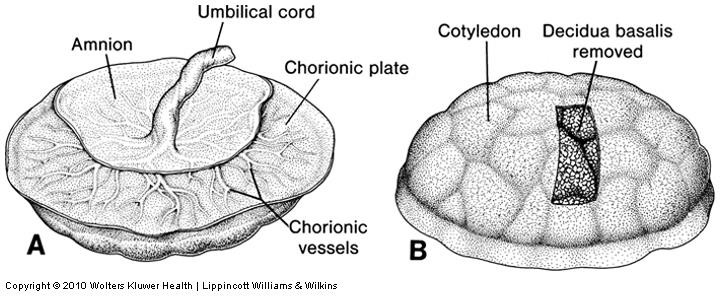 Umbilical cord
Amnion
Chorionic plate
Chorionic
vessels
A
Cotyledon
Decidua basalis
removed
B
Copyright © 2010 Wolters Kluwer Health | Lippincott Williams & Wilkins